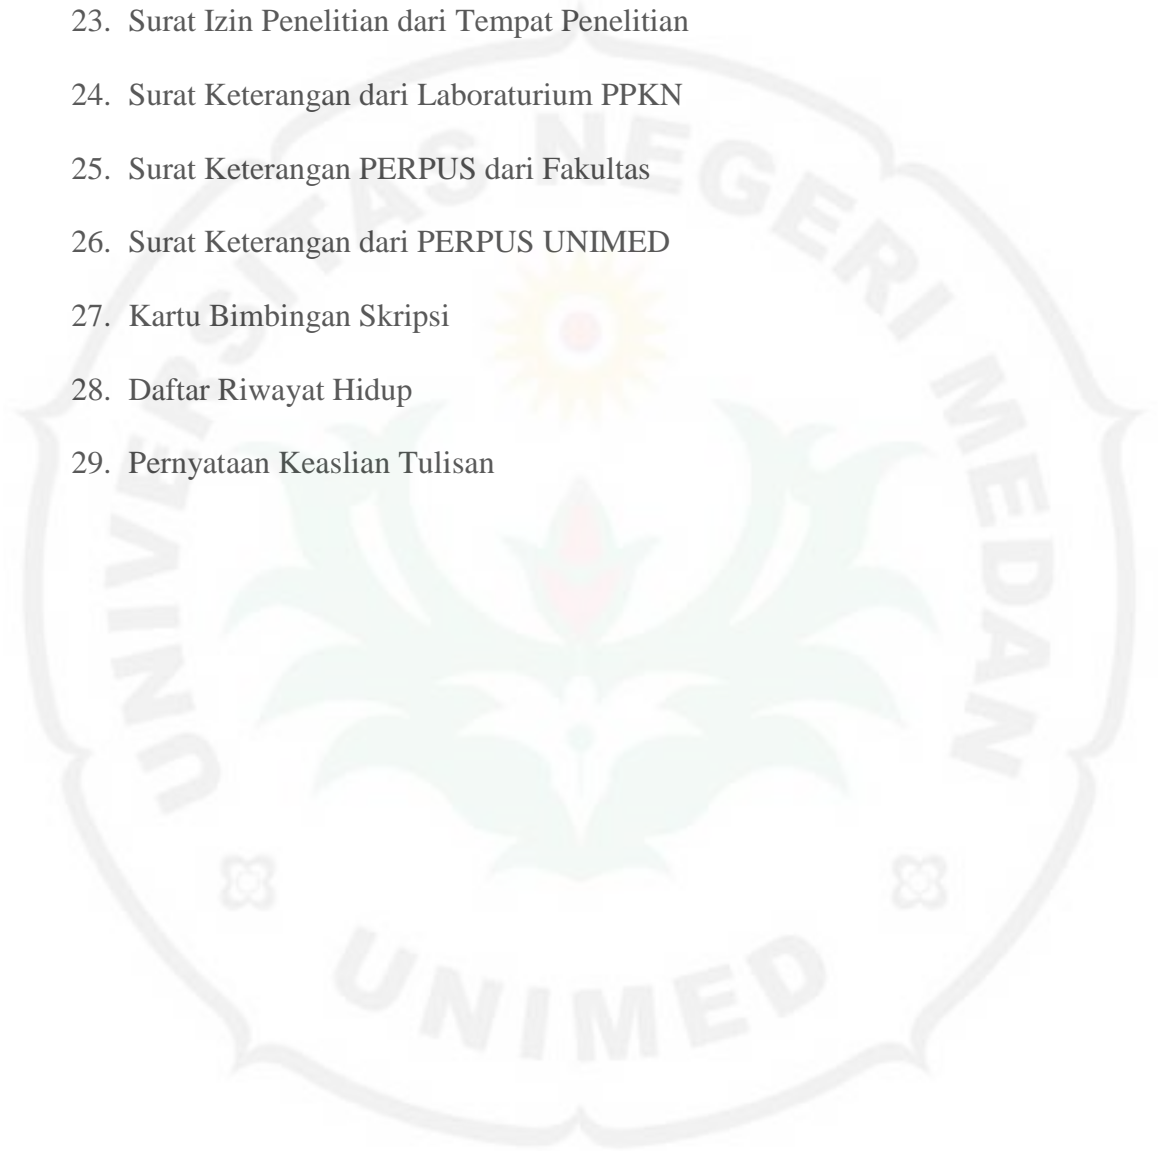 23. Surat Izin Penelitian dari Tempat Penelitian
24. Surat Keterangan dari Laboraturium PPKN
25. Surat Keterangan PERPUS dari Fakultas
26. Surat Keterangan dari PERPUS UNIMED
27. Kartu Bimbingan Skripsi
28. Daftar Riwayat Hidup
29. Pernyataan Keaslian Tulisan
UNIVERSITAS NEGERI MEDAN
UNIMED